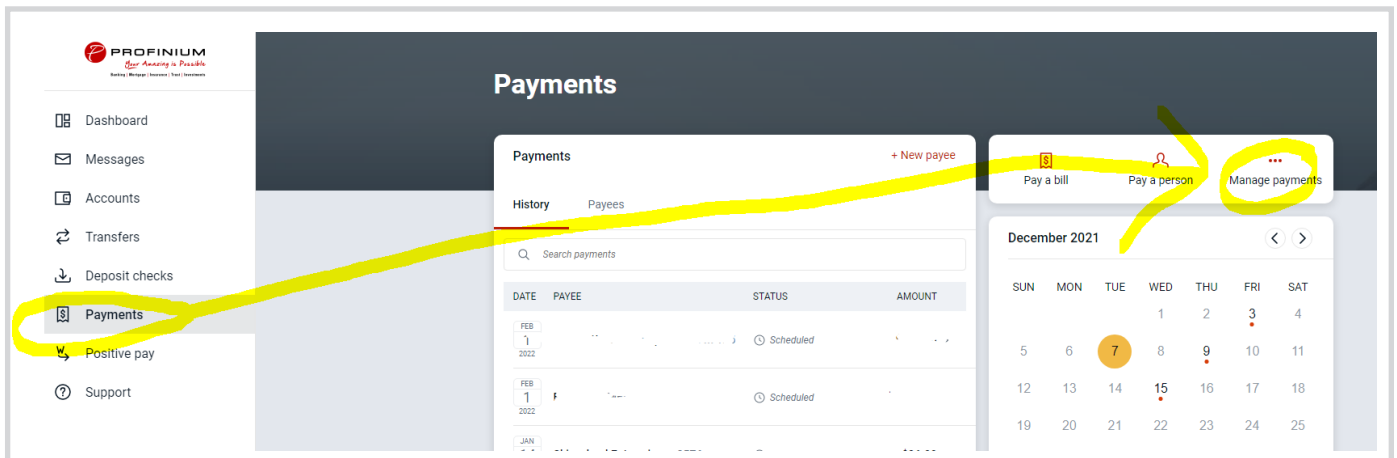 PROFINIUM
Your Amazing is Possible
Banking | Mortgage | Insurance | Trust | Investments
Dashboard
Messages
Accounts
Transfers
Deposit checks
Payments
Positive pay
Support
Payments
Payments
+ New payee
History Payees
Search payments
DATE PAYEE STATUS AMOUNT
FEB
1
2022
Scheduled
FEB
1
2022
Scheduled
JAN
Pay a bill
Pay a person
Manage payments
December 2021
SUN MON TUE WED THU FRI SAT
1 2 3 4
5 6 7 8 9 10 11
12 13 14 15 16 17 18
19 20 21 22 23 24 25